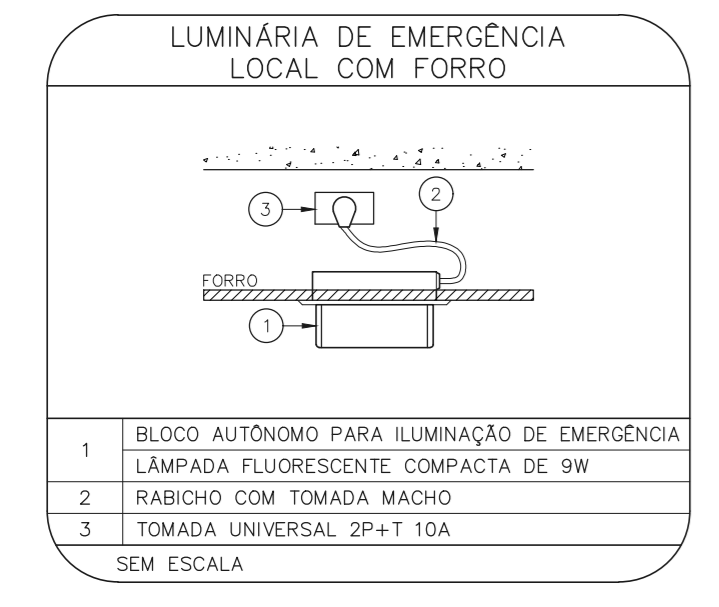 LUMINÁRIA DE EMERGÊNCIA
LOCAL COM FORRO
3
2
FORRO
1
1
BLOCO AUTÔNOMO PARA ILUMINAÇÃO DE EMERGÊNCIA
LÂMPADA FLUORESCENTE COMPACTA DE 9W
2 RABICHO COM TOMADA MACHO
3 TOMADA UNIVERSAL 2P+T 10A
SEM ESCALA